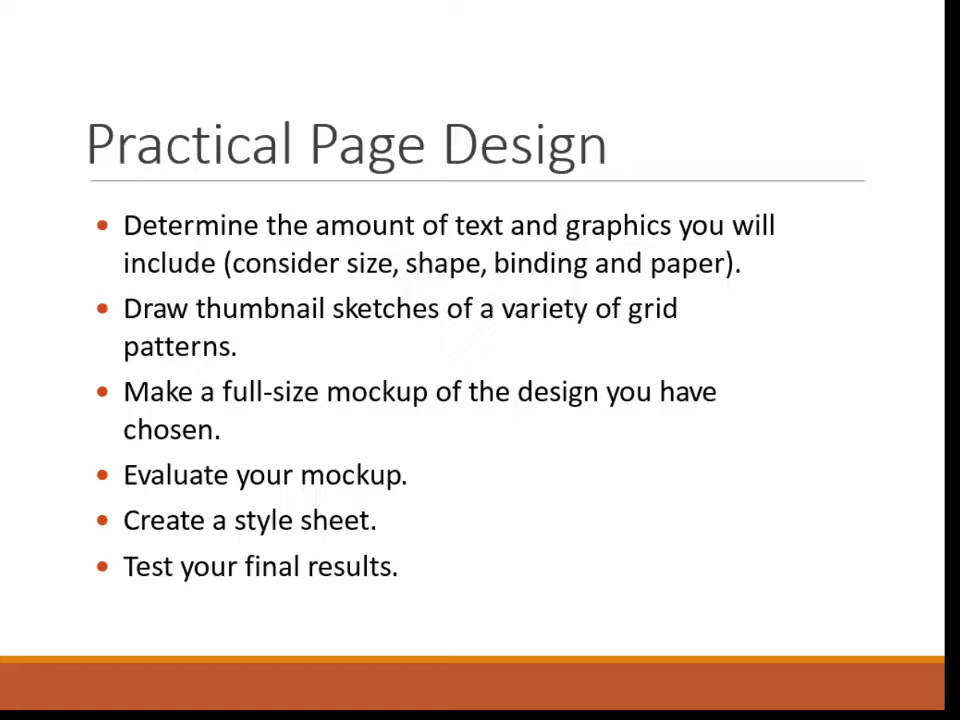 Practical Page Design
• Determine the amount of text and graphics you will
include (consider size, shape, binding and paper).
• Draw thumbnail sketches of a variety of grid
patterns.
• Make a full-size mockup of the design you have
chosen.
• Evaluate your mockup.
• Create a style sheet.
• Test your final results.